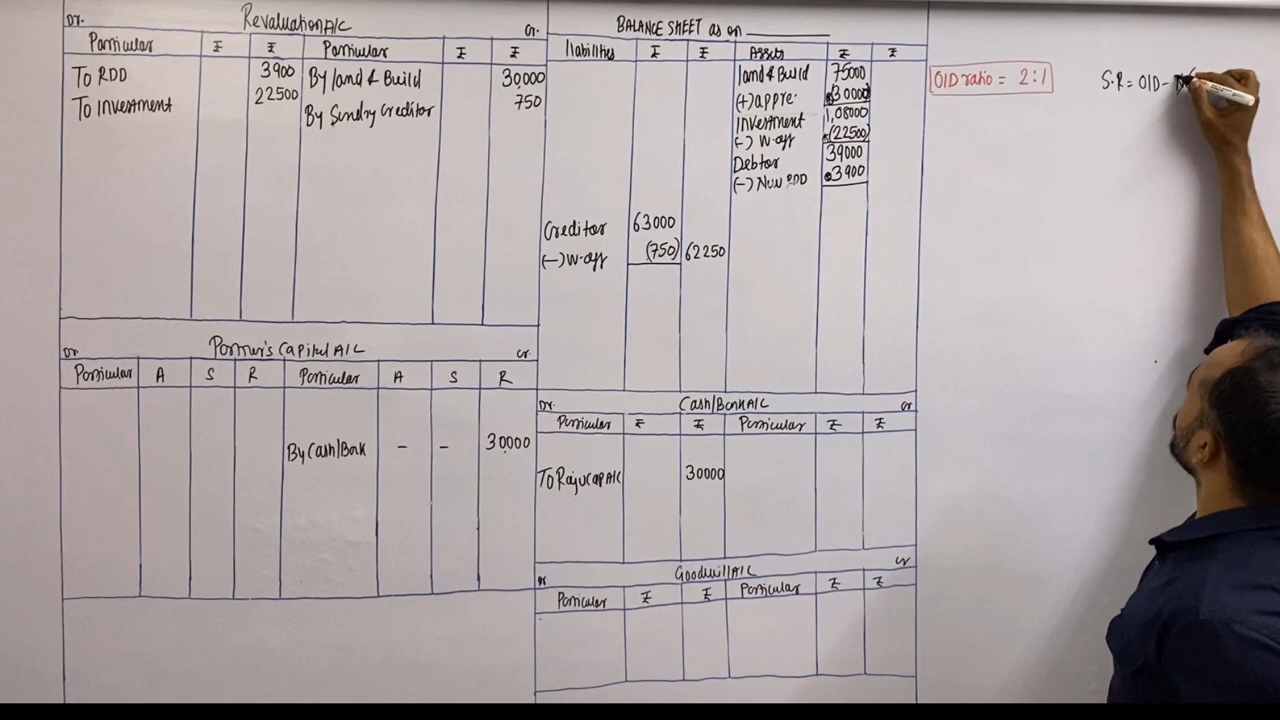 Dr. Revaluation A/C Cr.
Particular ₹ ₹ Particular ₹ ₹
To RDD 3900 By land & Build 30,000
To Investment 22500 By Sundry Creditor 750
BALANCE SHEET as on
liabilities ₹ ₹ Assets ₹ ₹
land & Build 75000
(+) appre. 30000
Investment 1,08000
(-) W-off (22500)
Debtor 39000
(-) New RDD 3900
Creditor 63000
(-) W-off (750) 62250
Dr Partner's Capital A/C Cr
Particular A S R Particular A S R
By Cash/Bank - - 30000
Dr. Cash/Bank A/C Cr
Particular ₹ ₹ Particular ₹ ₹
To Raju cap A/C 30000
Dr Goodwill A/C Cr
Particular ₹ ₹ Particular ₹ ₹
OLD ratio = 2:1
S.R = OLD -